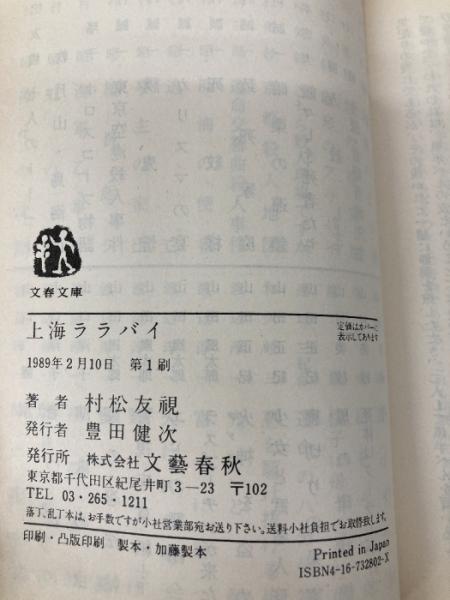 文春文庫
上海ララバイ
定価はカバーに
表示してあります
1989年2月10日 第1刷
著者 村松友視
発行者 豊田健次
発行所 株式会社 文藝春秋
東京都千代田区紀尾井町3―23 〒102
TEL 03・265・1211
落丁、乱丁本は、お手数ですが小社営業部宛お送り下さい。送料小社負担でお取替致します。
印刷・凸版印刷 製本・加藤製本
Printed in Japan
ISBN4-16-732802-X